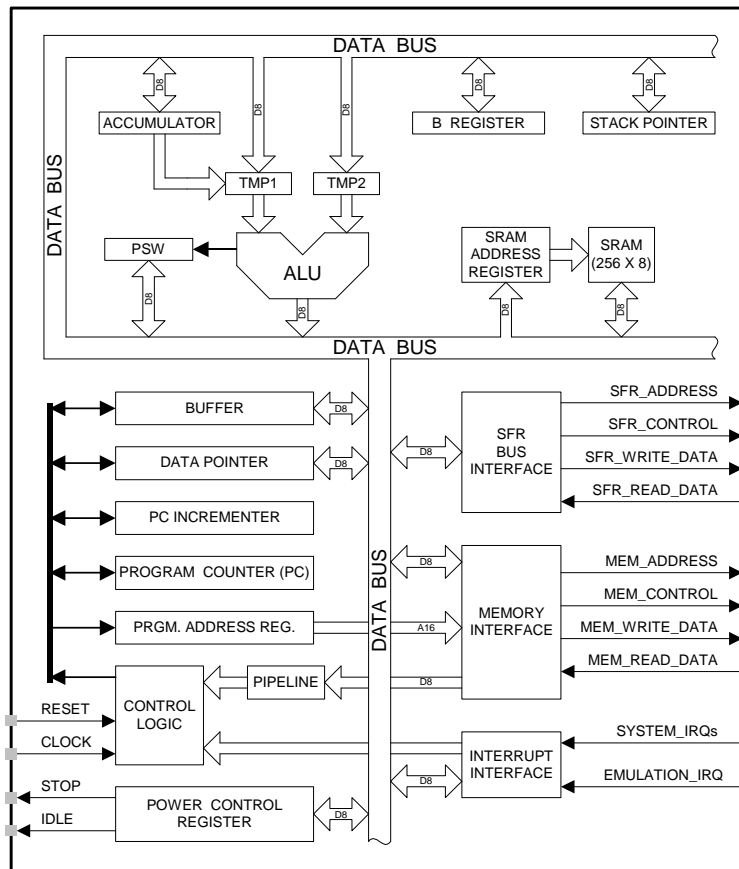 DATA BUS
D8
D8
D8
D8
D8
ACCUMULATOR
B REGISTER
STACK POINTER
DATA BUS
TMP1
TMP2
PSW
ALU
SRAM
ADDRESS
REGISTER
SRAM
(256 X 8)
D8
D8
D8
D8
DATA BUS
BUFFER
D8
DATA POINTER
D8
PC INCREMENTER
PROGRAM COUNTER (PC)
PRGM. ADDRESS REG.
A16
CONTROL
LOGIC
PIPELINE
D8
RESET
CLOCK
STOP
IDLE
POWER CONTROL
REGISTER
D8
DATA BUS
D8
SFR
BUS
INTERFACE
SFR_ADDRESS
SFR_CONTROL
SFR_WRITE_DATA
SFR_READ_DATA
D8
MEMORY
INTERFACE
MEM_ADDRESS
MEM_CONTROL
MEM_WRITE_DATA
MEM_READ_DATA
INTERRUPT
INTERFACE
D8
SYSTEM_IRQs
EMULATION_IRQ